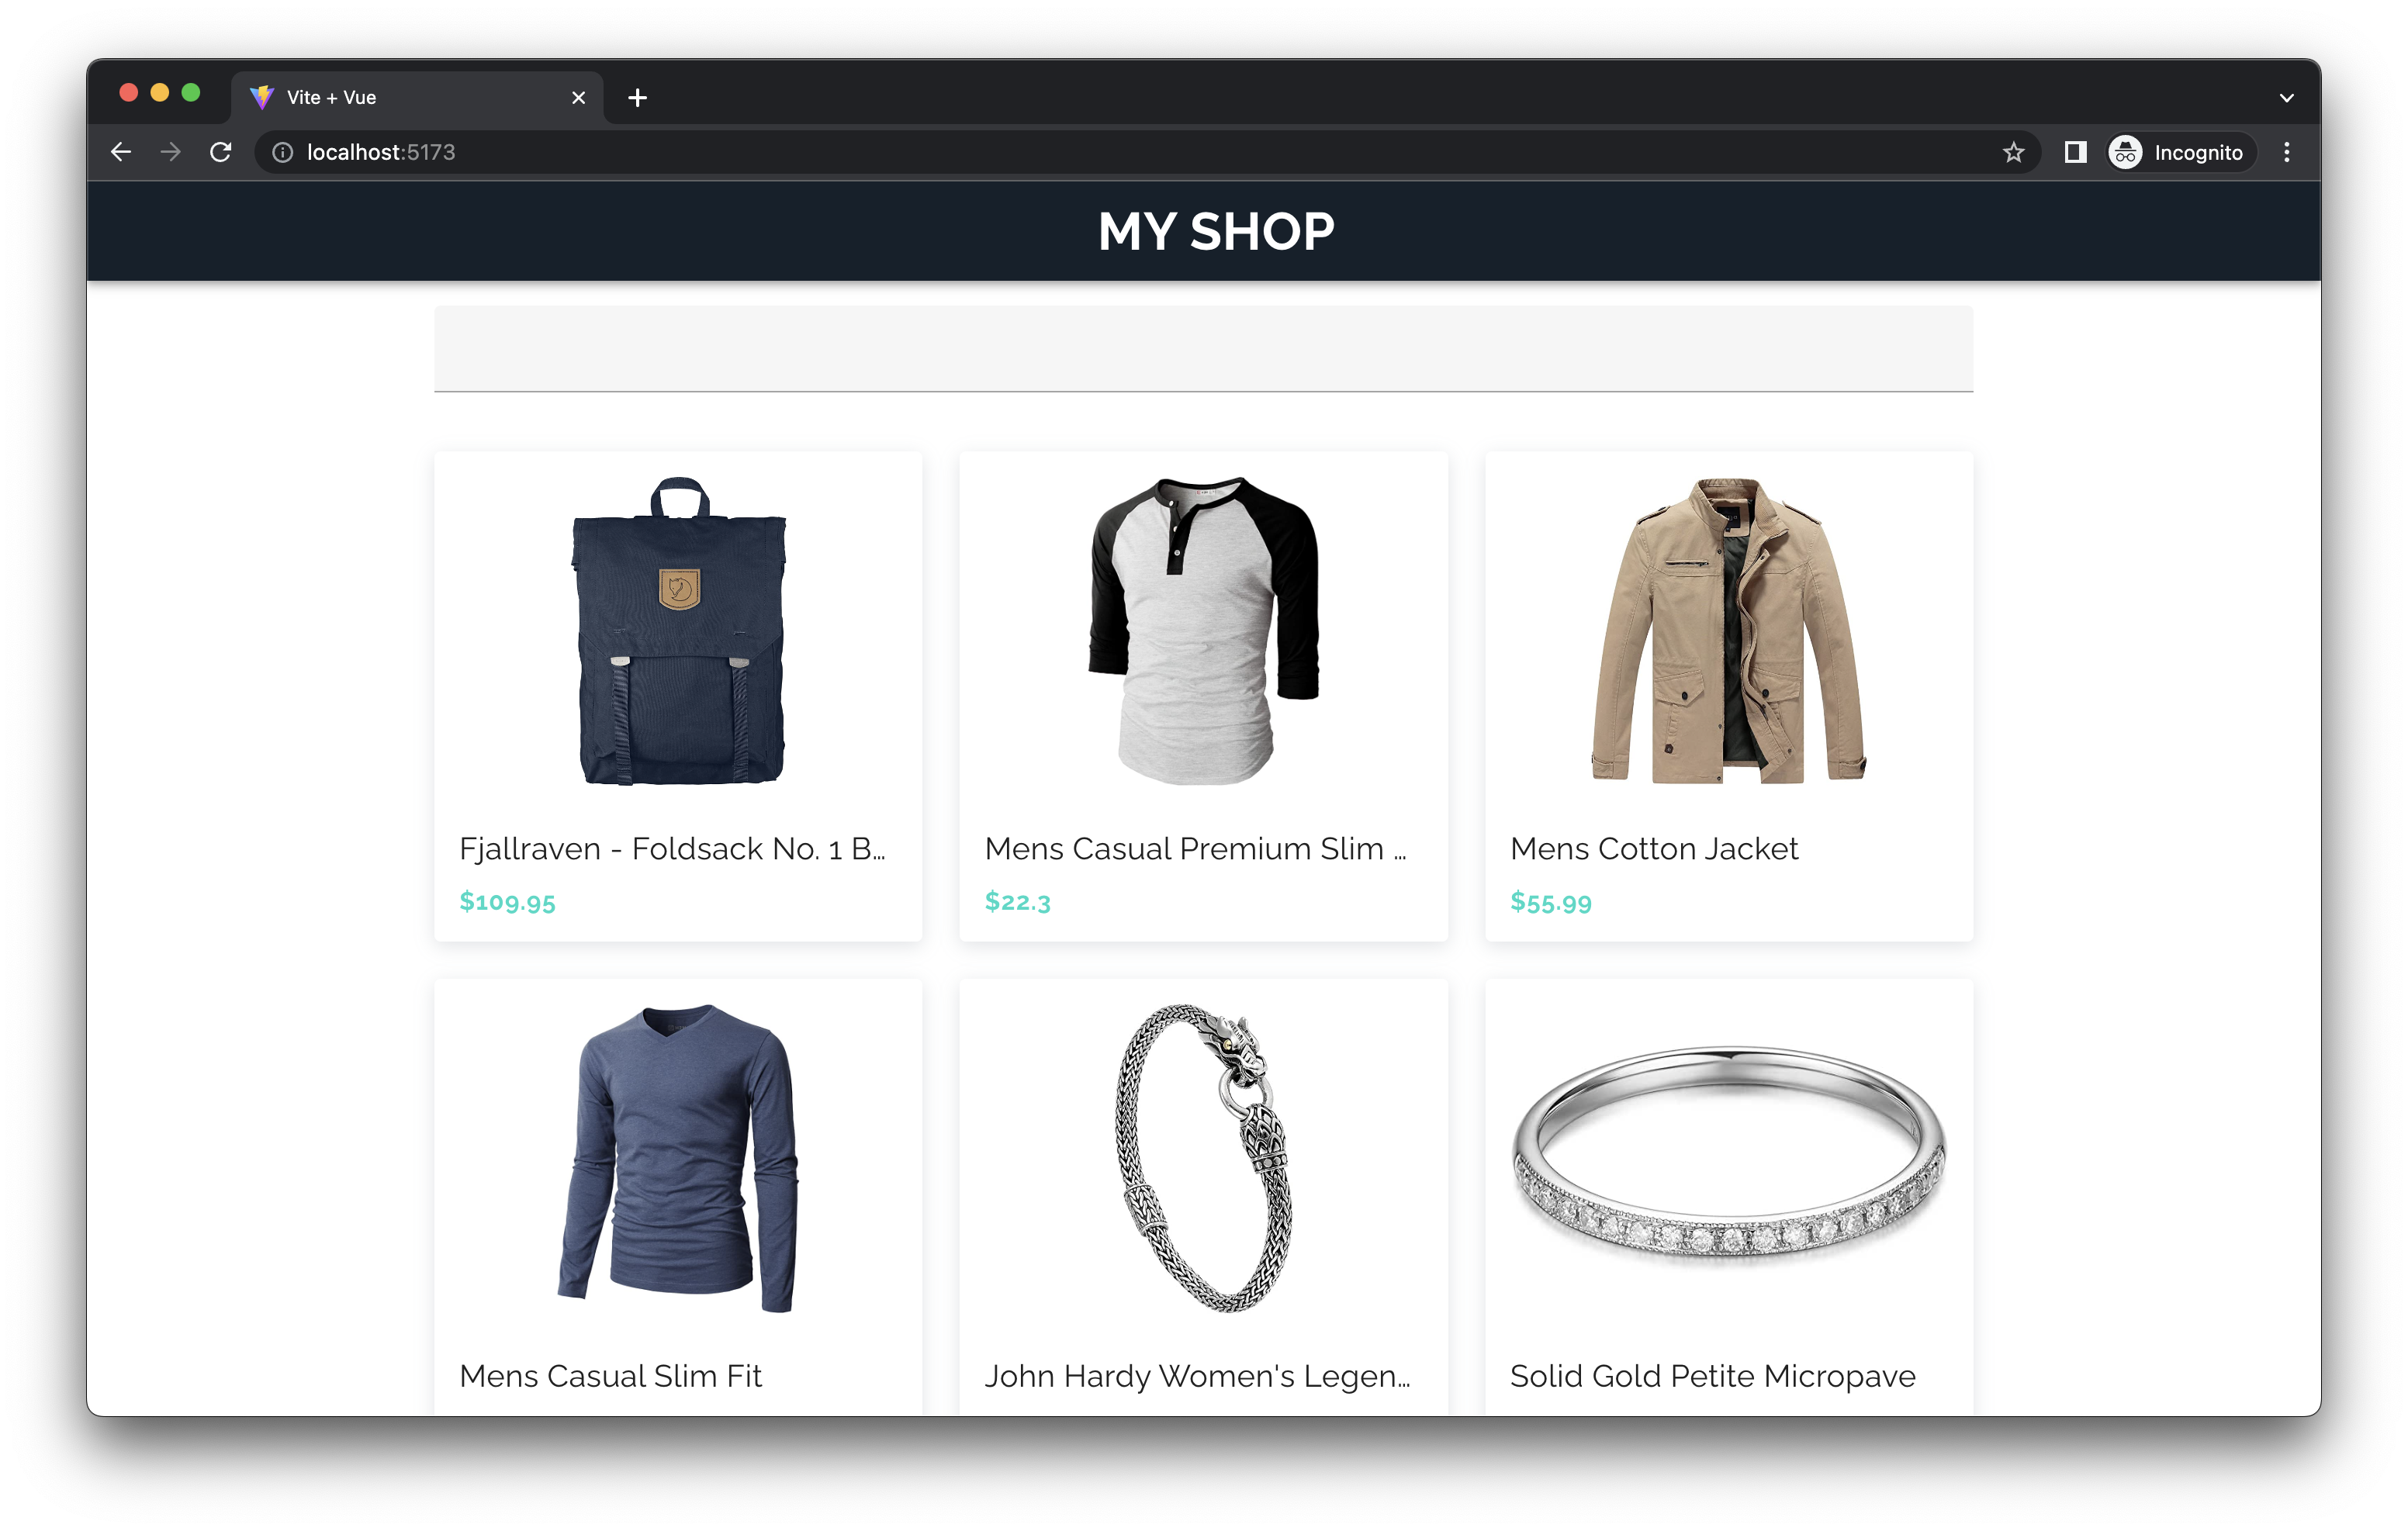 Vite + Vue
localhost:5173
Incognito
MY SHOP
Fjallraven - Foldsack No. 1 B...
Mens Casual Premium Slim ...
Mens Cotton Jacket
$109.95
$22.3
$55.99
Mens Casual Slim Fit
John Hardy Women's Legen...
Solid Gold Petite Micropave